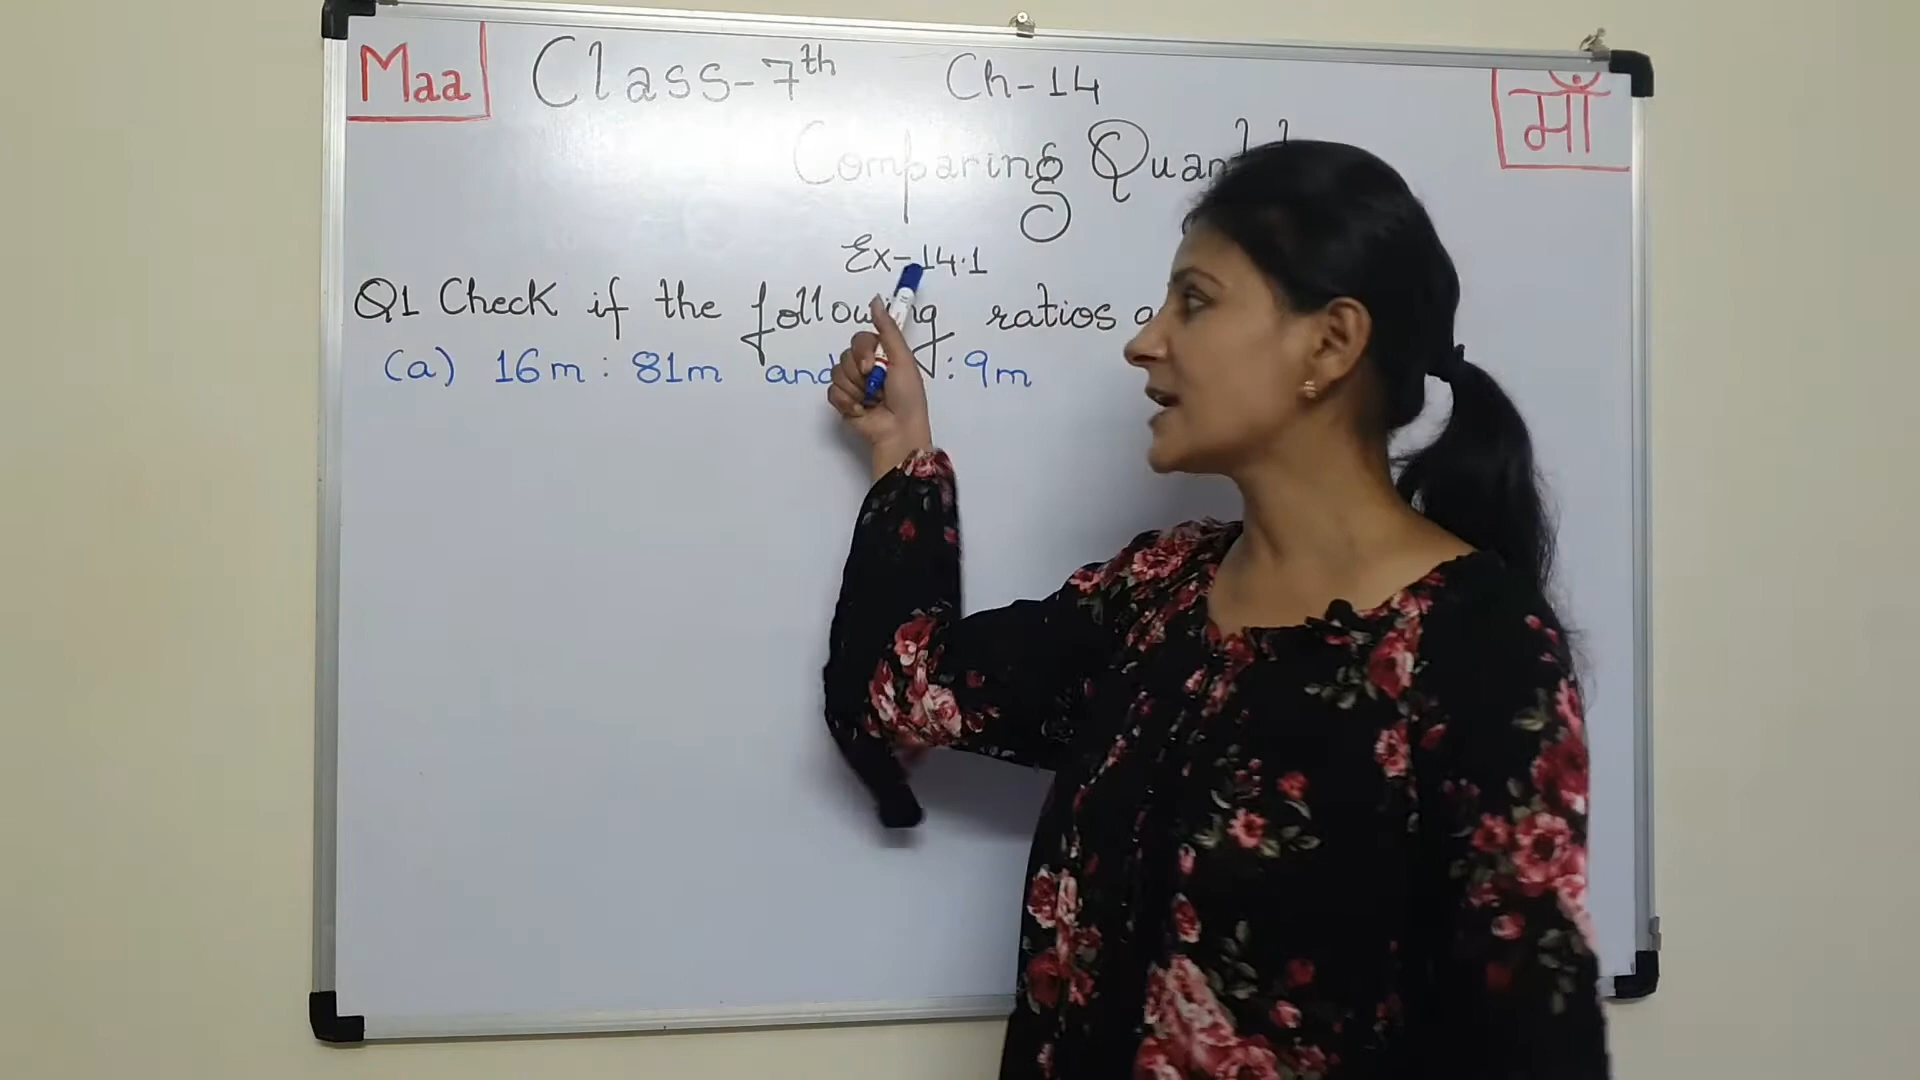 Maa Class-7th Ch-14 माँ
Comparing
Ex-14.1
Q1 Check if the following ratios
(a) 16m : 81m and : 9m